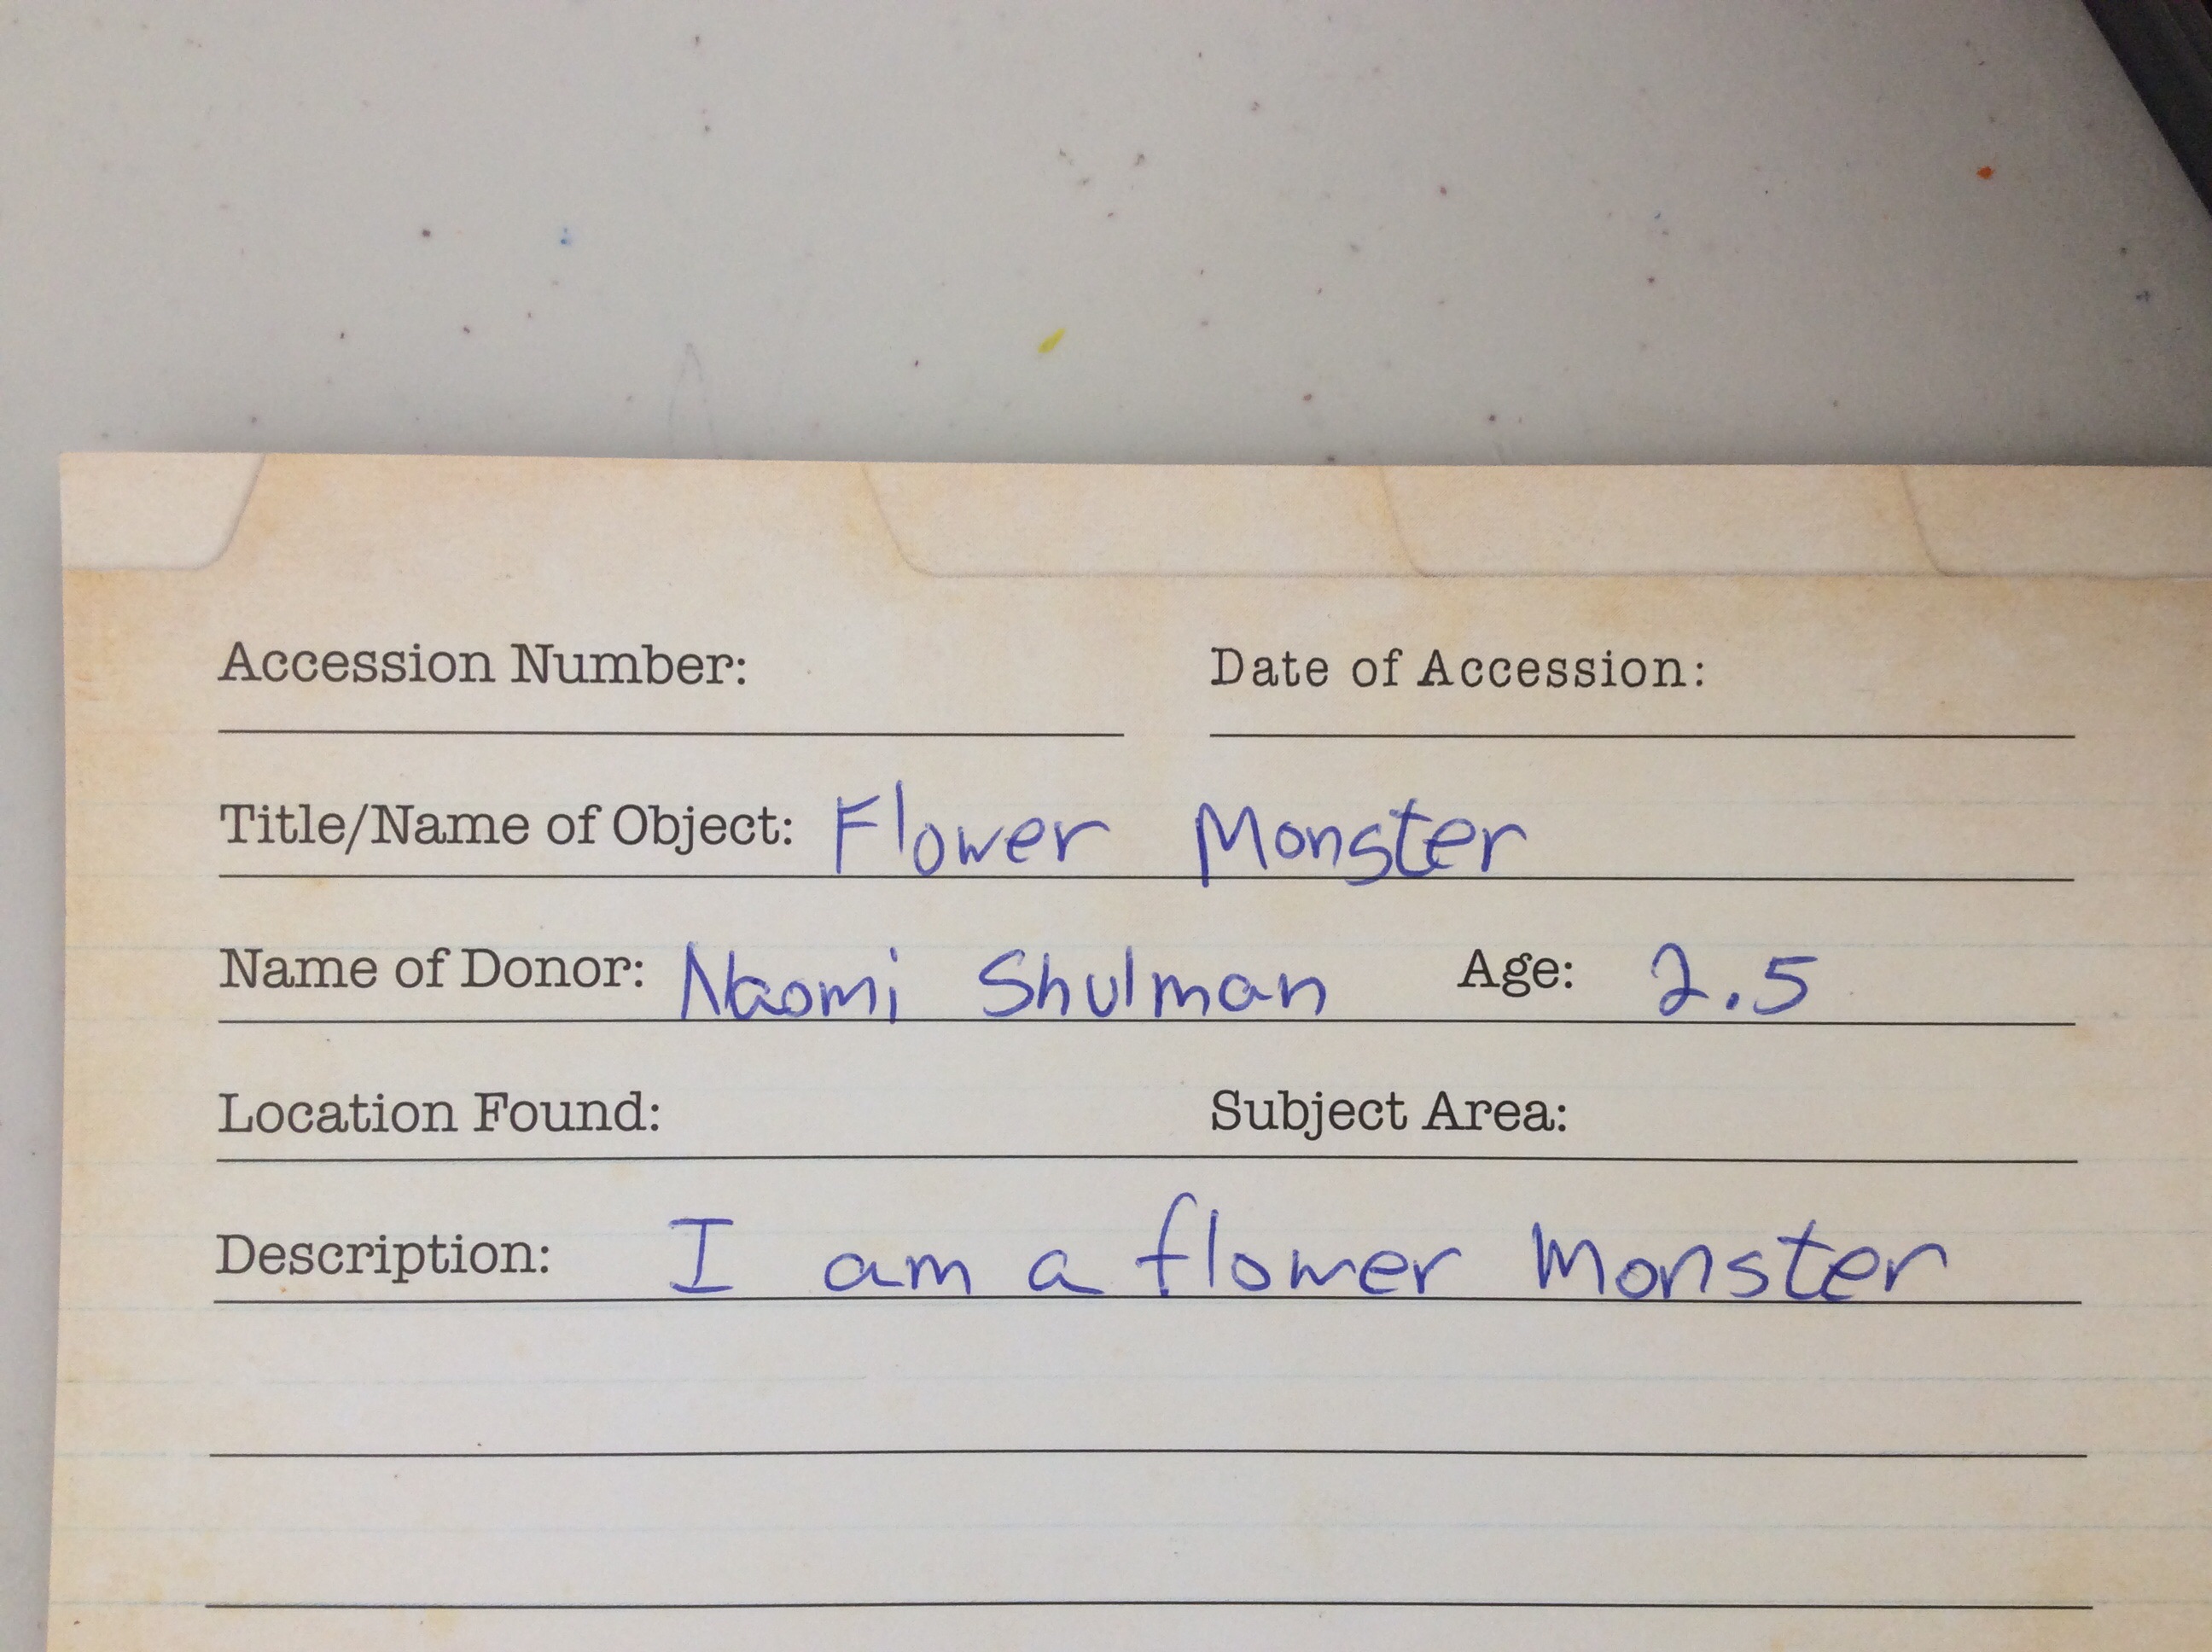 Accession Number: Date of Accession:
Title/Name of Object: Flower Monster
Name of Donor: Naomi Shulman Age: 2.5
Location Found: Subject Area:
Description: I am a flower Monster